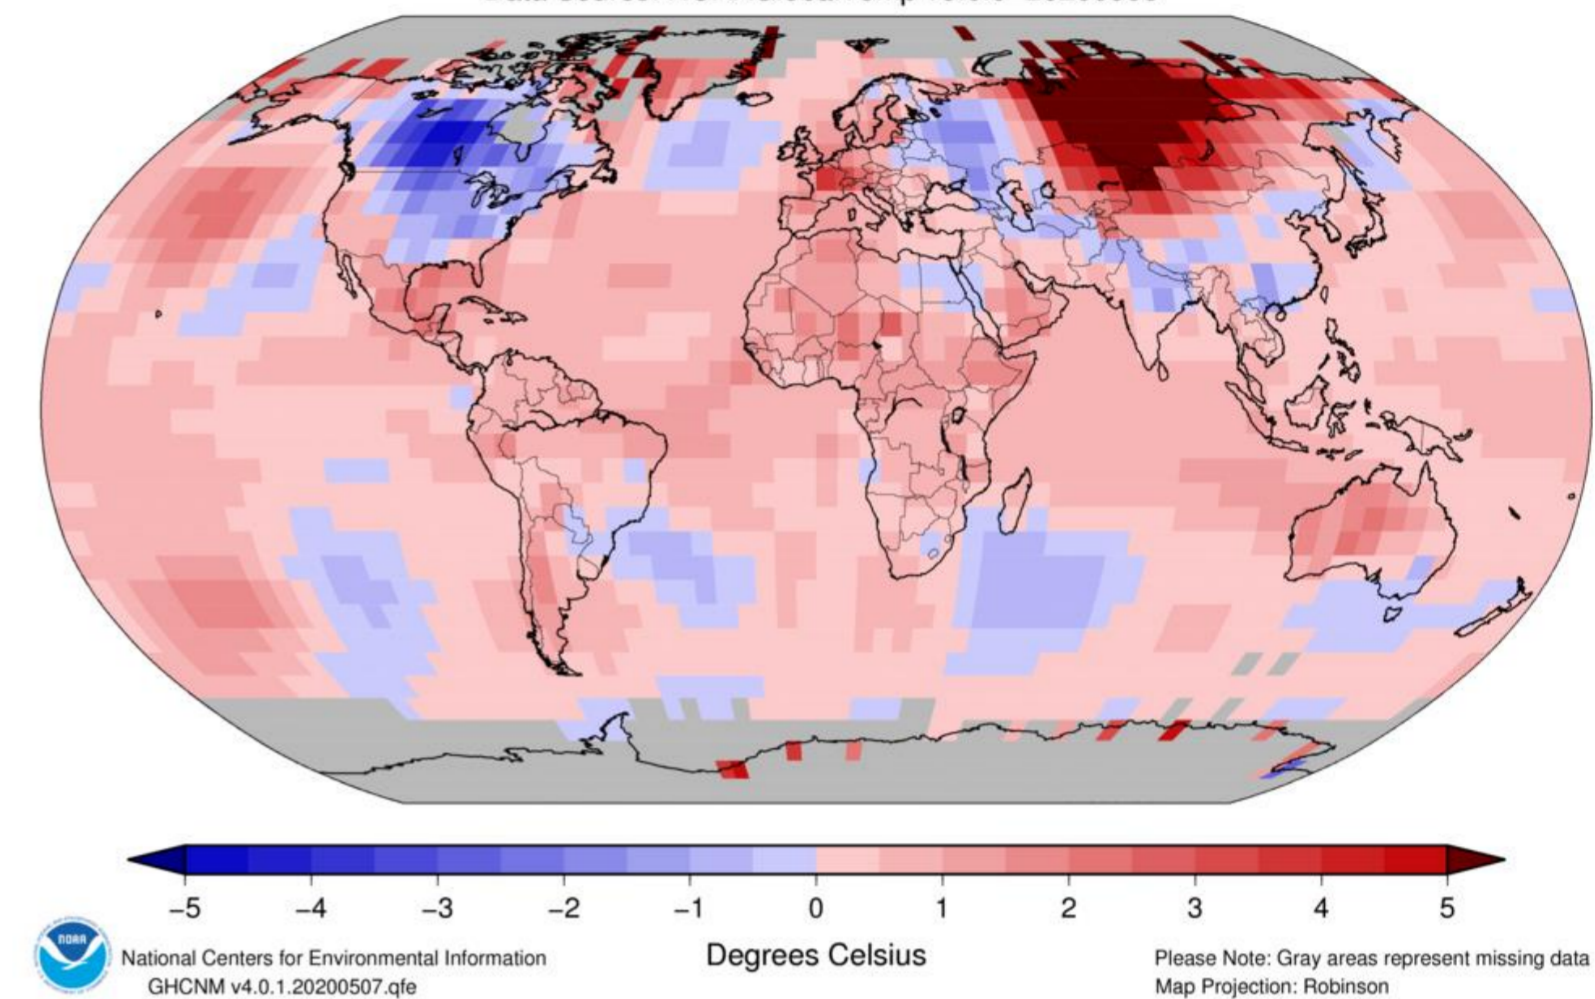 −5 −4 −3 −2 −1 0 1 2 3 4 5
Degrees Celsius
NOAA
National Centers for Environmental Information
GHCNM v4.0.1.20200507.qfe
Please Note: Gray areas represent missing data
Map Projection: Robinson